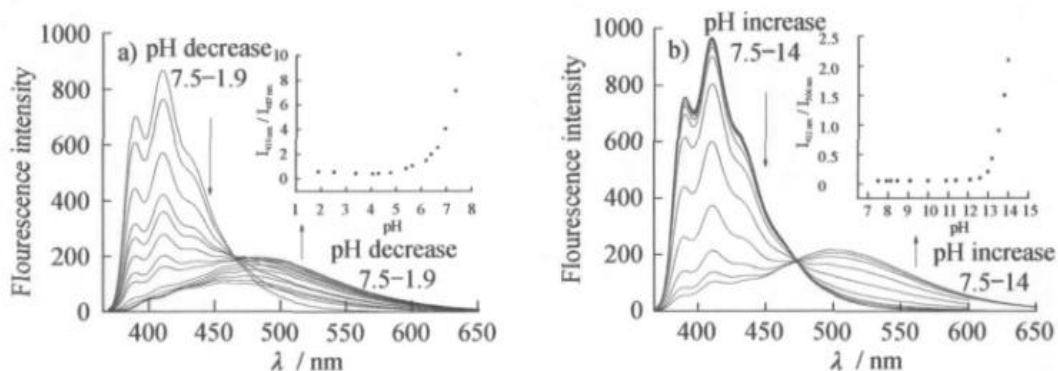 a)
pH decrease
7.5−1.9
pH decrease
7.5−1.9
Flourescence intensity
1000
800
600
400
200
0
400 450 500 550 600 650
λ / nm
10
8
6
4
2
0
1 2 3 4 5 6 7 8
pH
b)
pH increase
7.5−14
pH increase
7.5−14
Flourescence intensity
1000
800
600
400
200
0
400 450 500 550 600 650
λ / nm
2.5
2.0
1.5
1.0
0.5
0
7 8 9 10 11 12 13 14 15
pH